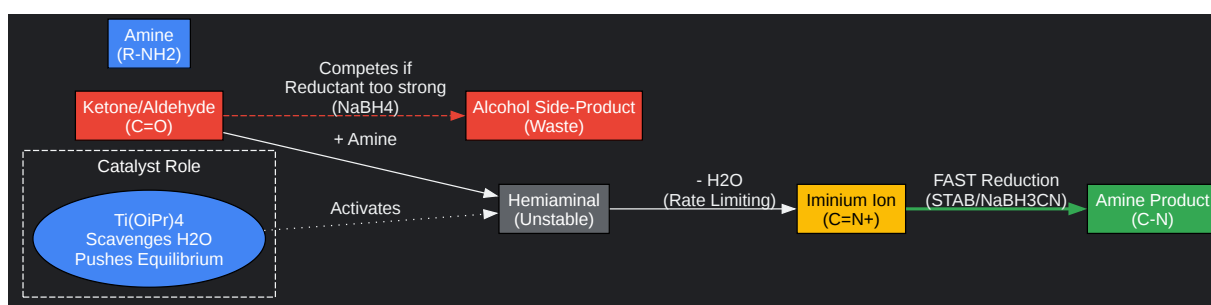 Amine
(R-NH2)
Ketone/Aldehyde
(C=O)
Competes if
Reductant too strong
(NaBH4)
Alcohol Side-Product
(Waste)
+ Amine
Catalyst Role
Ti(OiPr)4
Scavenges H2O
Pushes Equilibrium
Activates
Hemiaminal
(Unstable)
- H2O
(Rate Limiting)
Iminium Ion
(C=N+)
FAST Reduction
(STAB/NaBH3CN)
Amine Product
(C-N)